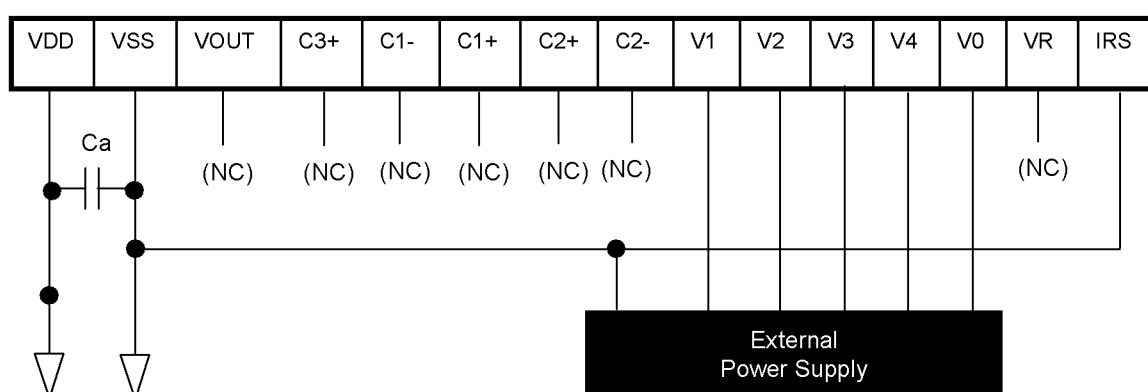 VDD VSS VOUT C3+ C1- C1+ C2+ C2- V1 V2 V3 V4 V0 VR IRS
Ca
(NC) (NC) (NC) (NC) (NC) (NC) (NC)
External
Power Supply